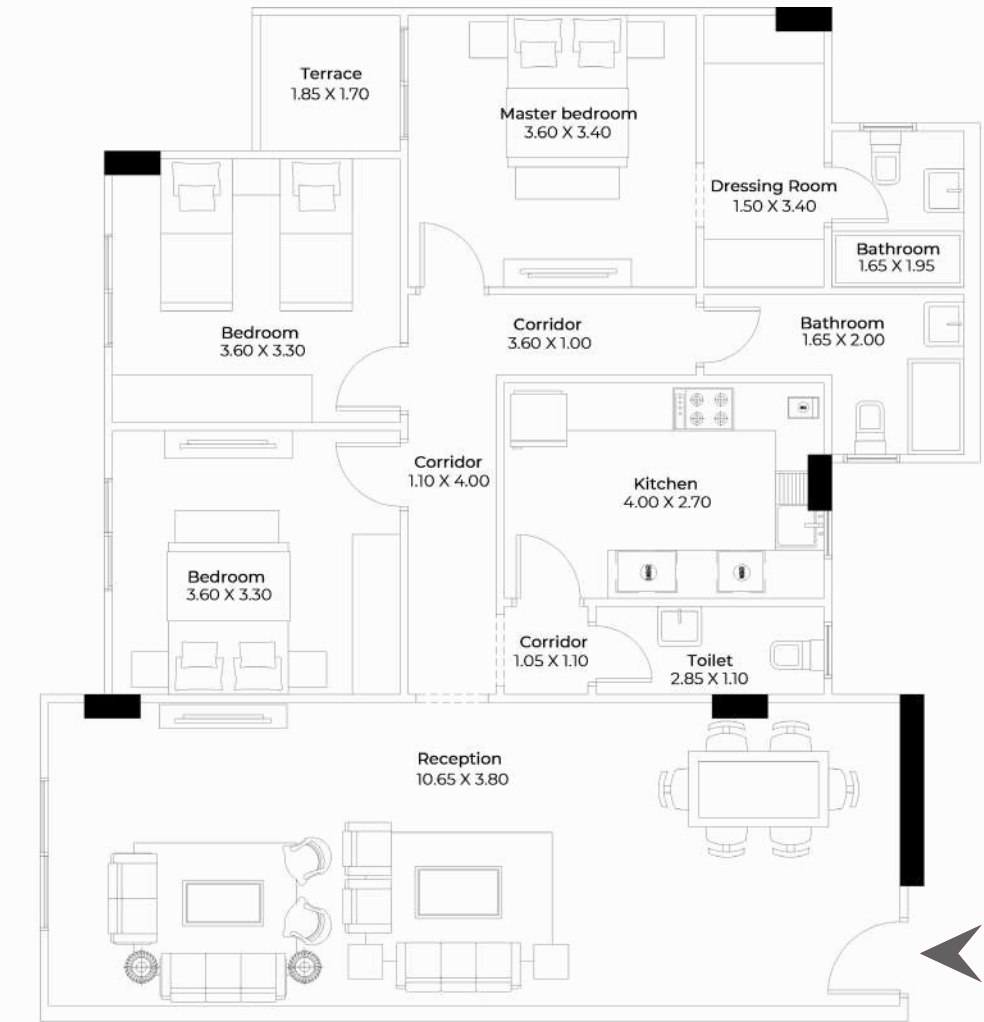 Terrace
1.85 X 1.70
Master bedroom
3.60 X 3.40
Dressing Room
1.50 X 3.40
Bathroom
1.65 X 1.95
Bedroom
3.60 X 3.30
Corridor
3.60 X 1.00
Bathroom
1.65 X 2.00
Corridor
1.10 X 4.00
Kitchen
4.00 X 2.70
Bedroom
3.60 X 3.30
Corridor
1.05 X 1.10
Toilet
2.85 X 1.10
Reception
10.65 X 3.80